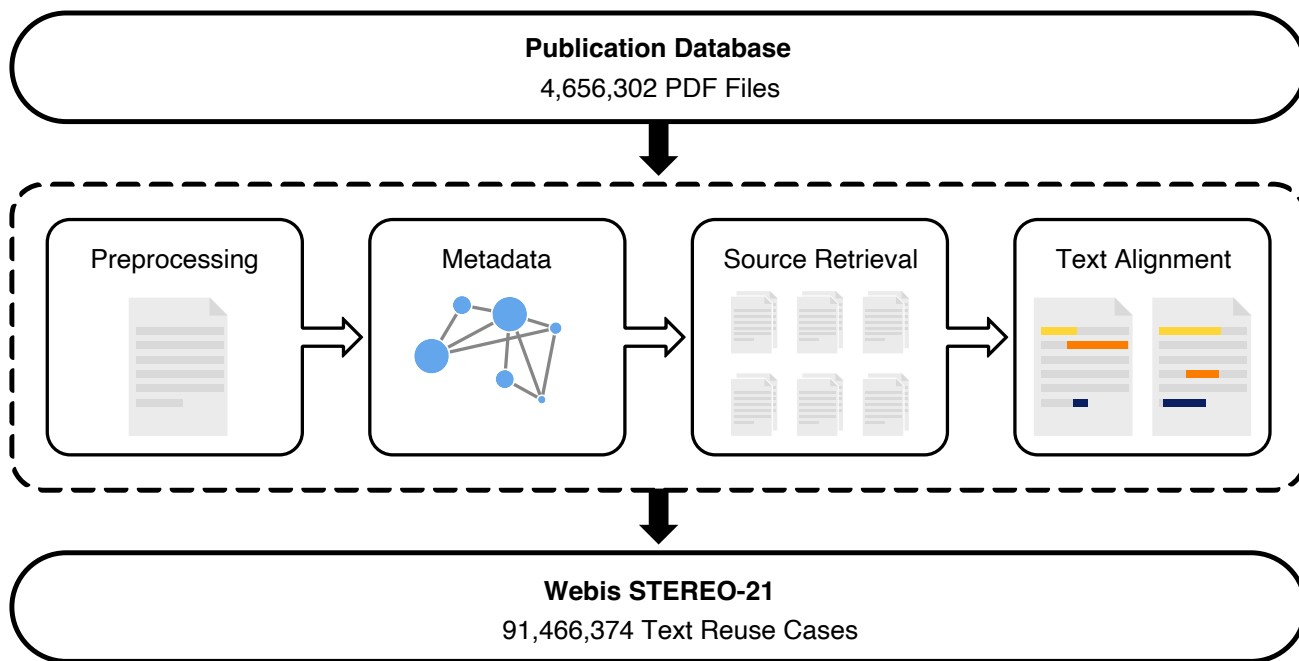 Publication Database
4,656,302 PDF Files
Preprocessing
Metadata
Source Retrieval
Text Alignment
Webis STEREO-21
91,466,374 Text Reuse Cases